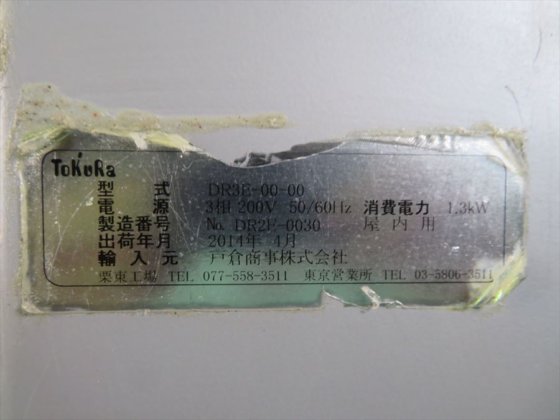 ToKuRa
型 式 DR3E-00-00
電 源 3相 200V 50/60Hz 消費電力 1.3kW
製造番号 No. DR2E-0030 屋 内 用
出荷年月 2014年 4月
輸 入 元 戸倉商事株式会社
栗東工場 TEL 077-558-3511 東京営業所 TEL 03-5806-3511